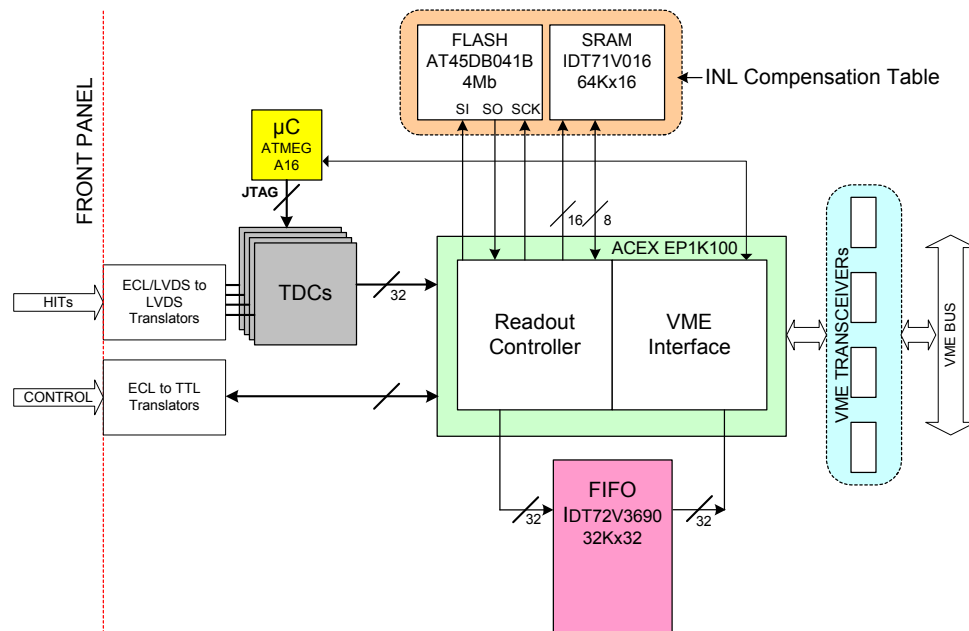 FLASH
AT45DB041B
4Mb
SI SO SCK
SRAM
IDT71V016
64Kx16
INL Compensation Table
FRONT PANEL
µC
ATMEG
A16
JTAG
16
8
ACEX EP1K100
HITs
ECL/LVDS to
LVDS
Translators
TDCs
32
Readout
Controller
VME
Interface
VME TRANSCEIVERs
VME BUS
CONTROL
ECL to TTL
Translators
FIFO
IDT72V3690
32Kx32
32
32